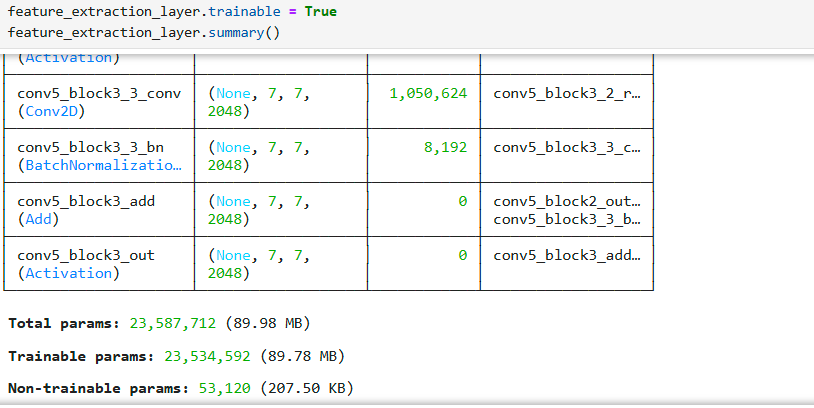 feature_extraction_layer.trainable = True
feature_extraction_layer.summary()
(Activation)
conv5_block3_3_conv (None, 7, 7, 1,050,624 conv5_block3_2_r…
(Conv2D) 2048)
conv5_block3_3_bn (None, 7, 7, 8,192 conv5_block3_3_c…
(BatchNormalizatio… 2048)
conv5_block3_add (None, 7, 7, 0 conv5_block2_out…
(Add) 2048) conv5_block3_3_b…
conv5_block3_out (None, 7, 7, 0 conv5_block3_add…
(Activation) 2048)
Total params: 23,587,712 (89.98 MB)
Trainable params: 23,534,592 (89.78 MB)
Non-trainable params: 53,120 (207.50 KB)